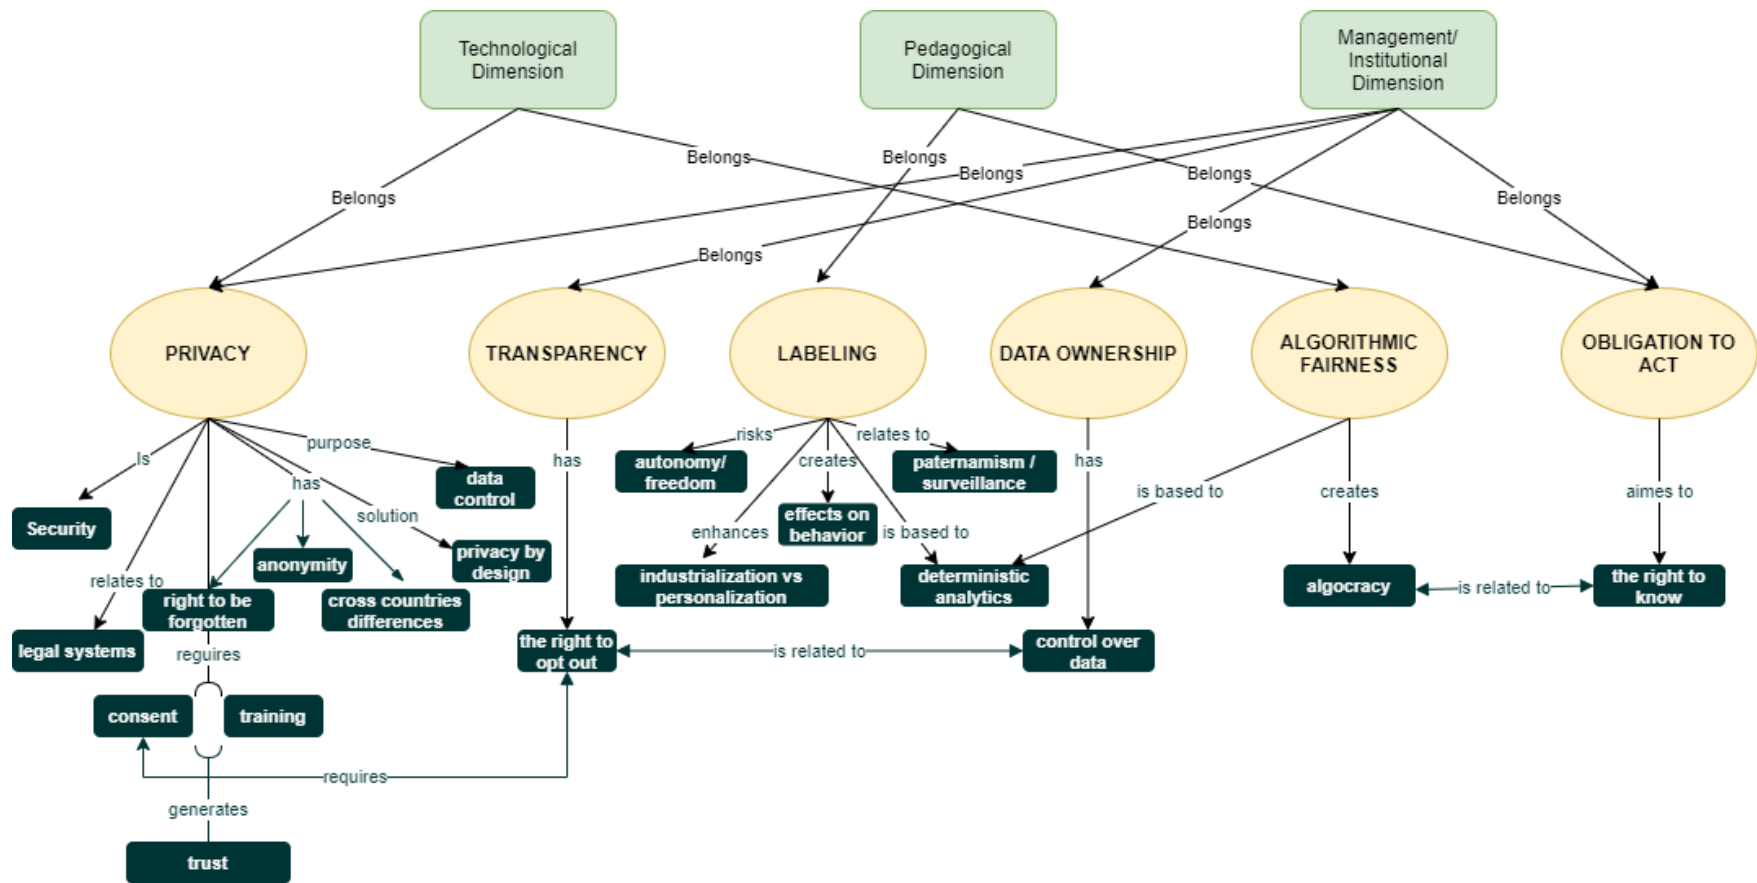 Technological
Dimension
Pedagogical
Dimension
Management/
Institutional
Dimension
Belongs
Belongs
Belongs
Belongs
Belongs
Belongs
Belongs
Belongs
Belongs
PRIVACY
TRANSPARENCY
LABELING
DATA OWNERSHIP
ALGORITHMIC
FAIRNESS
OBLIGATION TO
ACT
Is
purpose
has
solution
relates to
data
control
Security
anonymity
privacy by
design
right to be
forgotten
cross countries
differences
legal systems
reguires
consent
training
requires
generates
trust
has
the right to
opt out
is related to
risks
relates to
creates
enhances
is based to
autonomy/
freedom
paternamism /
surveillance
effects on
behavior
industrialization vs
personalization
deterministic
analytics
has
control over
data
is based to
creates
algocracy
is related to
aimes to
the right to
know